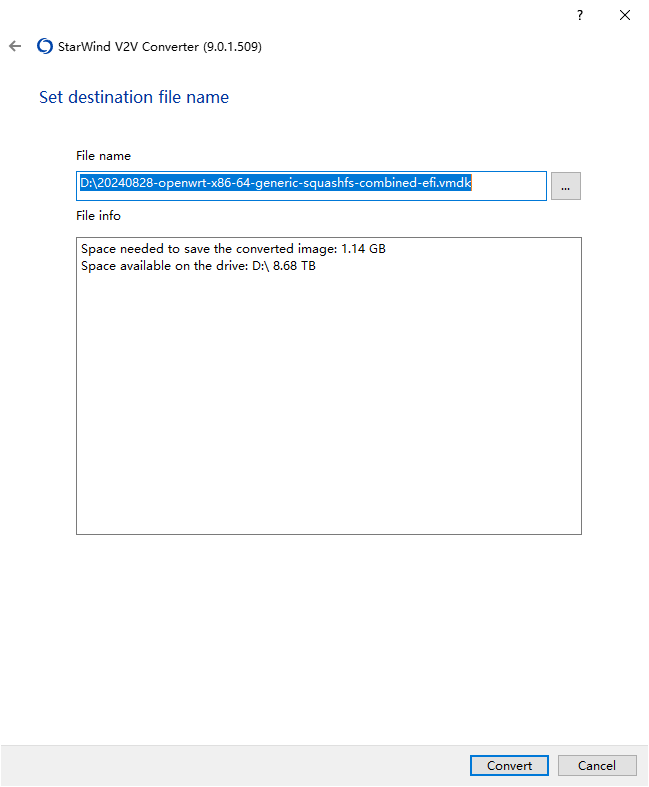 ?
StarWind V2V Converter (9.0.1.509)
Set destination file name
File name
D:\20240828-openwrt-x86-64-generic-squashfs-combined-efi.vmdk
...
File info
Space needed to save the converted image: 1.14 GB
Space available on the drive: D:\ 8.68 TB
Convert
Cancel